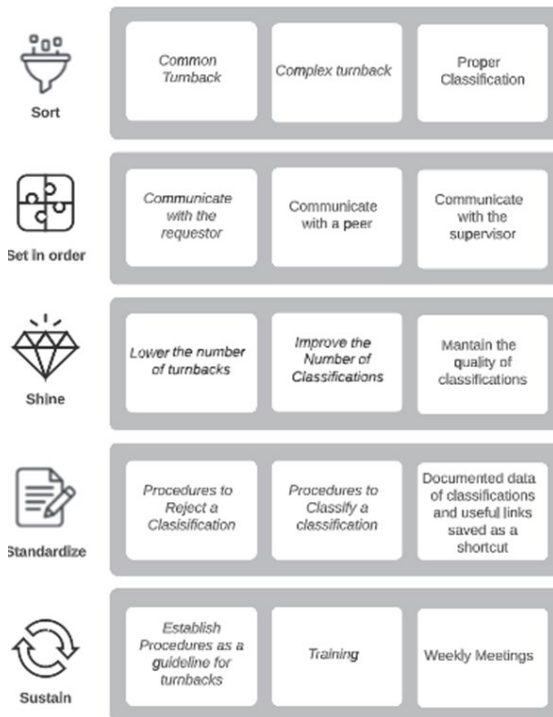 Sort
Common
Turnback
Complex turnback
Proper
Classification
Set in order
Communicate
with the
requestor
Communicate
with a peer
Communicate
with the
supervisor
Shine
Lower the number
of turnbacks
Improve the
Number of
Classifications
Mantain the
quality of
classifications
Standardize
Procedures to
Reject a
Clasisification
Procedures to
Classify a
classification
Documented data
of classifications
and useful links
saved as a
shortcut
Sustain
Establish
Procedures as a
guideline for
turnbacks
Training
Weekly Meetings